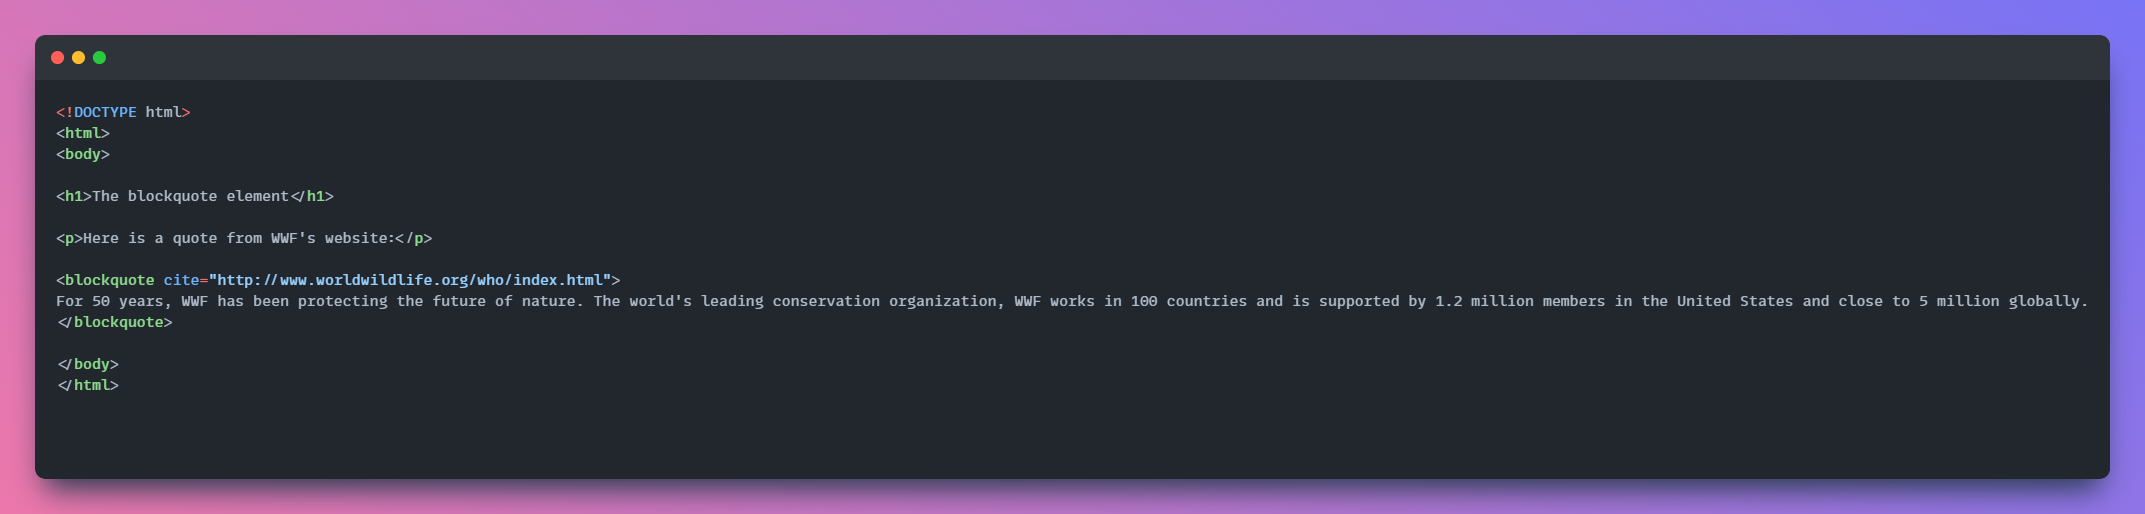 <!DOCTYPE html>
<html>
<body>
<h1>The blockquote element</h1>
<p>Here is a quote from WWF's website:</p>
<blockquote cite="http://www.worldwildlife.org/who/index.html">
For 50 years, WWF has been protecting the future of nature. The world's leading conservation organization, WWF works in 100 countries and is supported by 1.2 million members in the United States and close to 5 million globally.
</blockquote>
</body>
</html>